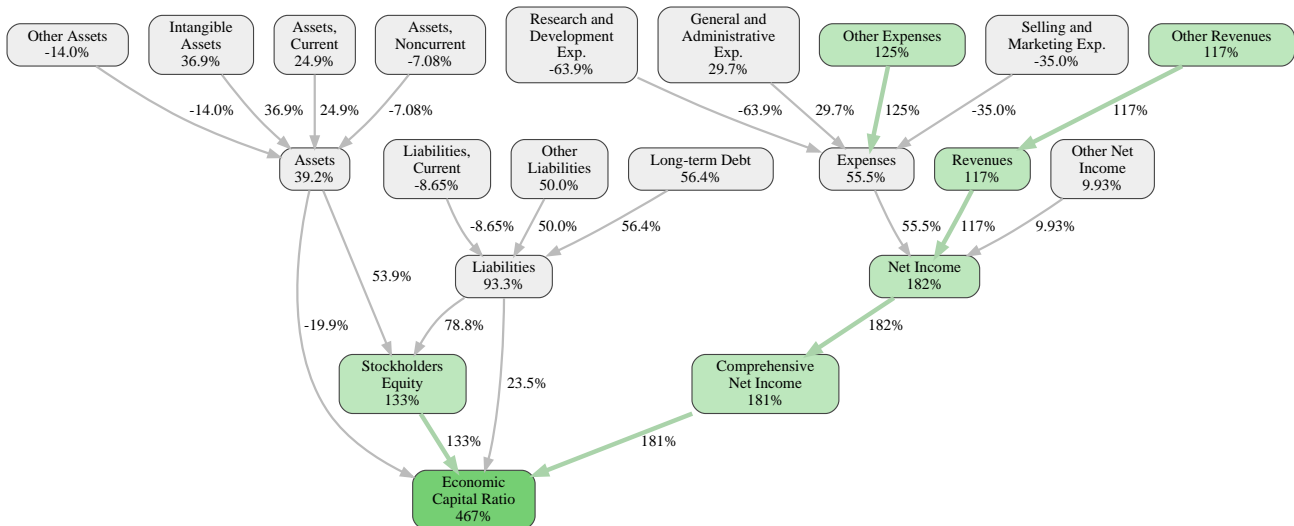 Other Assets
-14.0%
Intangible
Assets
36.9%
Assets,
Current
24.9%
Assets,
Noncurrent
-7.08%
Research and
Development
Exp.
-63.9%
General and
Administrative
Exp.
29.7%
Other Expenses
125%
Selling and
Marketing Exp.
-35.0%
Other Revenues
117%
-14.0%
36.9%
24.9%
-7.08%
-63.9%
29.7%
125%
-35.0%
117%
Assets
39.2%
Liabilities,
Current
-8.65%
Other
Liabilities
50.0%
Long-term Debt
56.4%
Expenses
55.5%
Revenues
117%
Other Net
Income
9.93%
-8.65%
50.0%
56.4%
55.5%
117%
9.93%
Liabilities
93.3%
Net Income
182%
53.9%
-19.9%
78.8%
23.5%
182%
Stockholders
Equity
133%
Comprehensive
Net Income
181%
133%
181%
Economic
Capital Ratio
467%